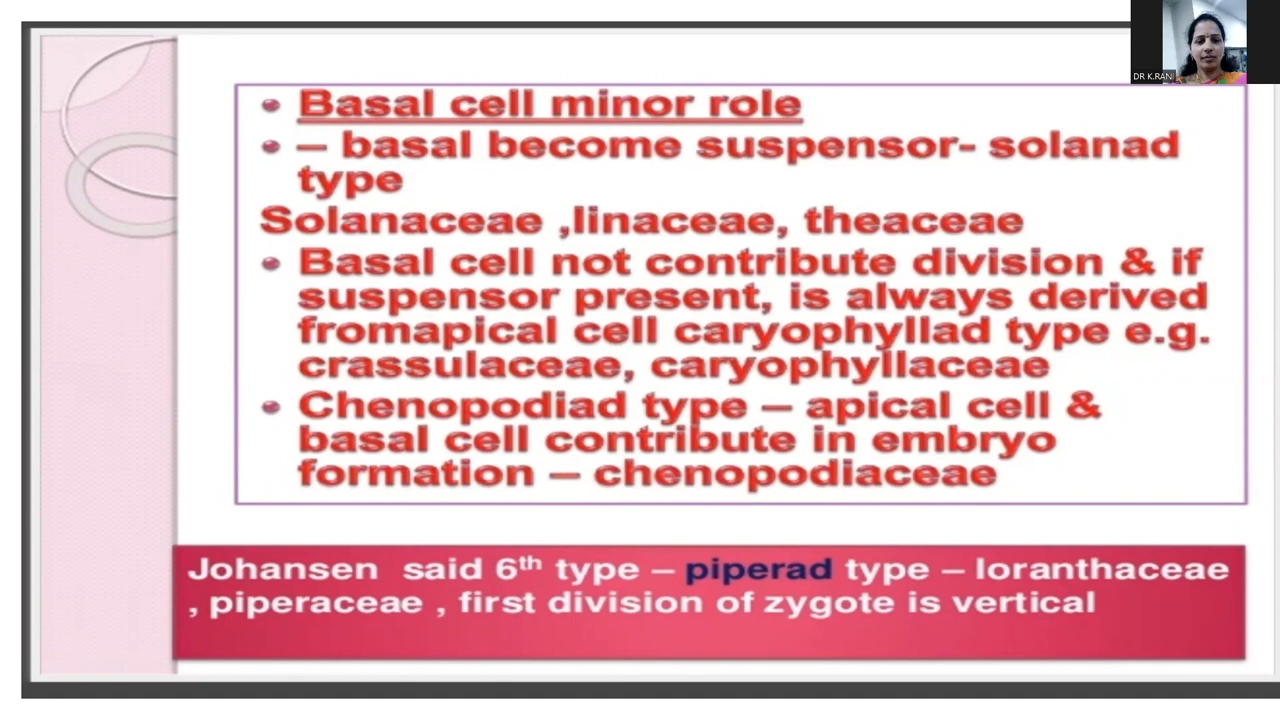 DR K.RANI
Basal cell minor role
– basal become suspensor- solanad
type
Solanaceae ,linaceae, theaceae
Basal cell not contribute division & if
suspensor present, is always derived
fromapical cell caryophyllad type e.g.
crassulaceae, caryophyllaceae
Chenopodiad type – apical cell &
basal cell contribute in embryo
formation – chenopodiaceae
Johansen said 6th type – piperad type – loranthaceae
, piperaceae , first division of zygote is vertical